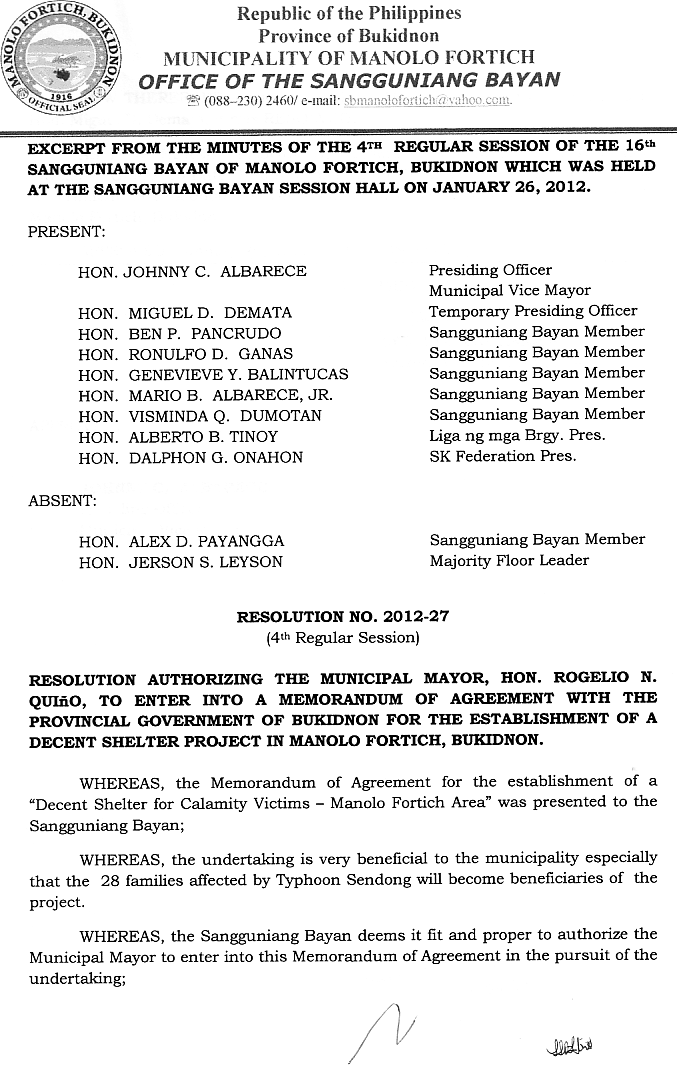 MANOLO FORTICH, BUKIDNON
1916
OFFICIAL SEAL
Republic of the Philippines
Province of Bukidnon
MUNICIPALITY OF MANOLO FORTICH
OFFICE OF THE SANGGUNIANG BAYAN
☏ (088–230) 2460/ e-mail: sbmanolofortich@yahoo.com.
EXCERPT FROM THE MINUTES OF THE 4TH REGULAR SESSION OF THE 16th
SANGGUNIANG BAYAN OF MANOLO FORTICH, BUKIDNON WHICH WAS HELD
AT THE SANGGUNIANG BAYAN SESSION HALL ON JANUARY 26, 2012.
PRESENT:
HON. JOHNNY C. ALBARECE Presiding Officer
Municipal Vice Mayor
HON. MIGUEL D. DEMATA Temporary Presiding Officer
HON. BEN P. PANCRUDO Sangguniang Bayan Member
HON. RONULFO D. GANAS Sangguniang Bayan Member
HON. GENEVIEVE Y. BALINTUCAS Sangguniang Bayan Member
HON. MARIO B. ALBARECE, JR. Sangguniang Bayan Member
HON. VISMINDA Q. DUMOTAN Sangguniang Bayan Member
HON. ALBERTO B. TINOY Liga ng mga Brgy. Pres.
HON. DALPHON G. ONAHON SK Federation Pres.
ABSENT:
HON. ALEX D. PAYANGGA Sangguniang Bayan Member
HON. JERSON S. LEYSON Majority Floor Leader
RESOLUTION NO. 2012-27
(4th Regular Session)
RESOLUTION AUTHORIZING THE MUNICIPAL MAYOR, HON. ROGELIO N.
QUIñO, TO ENTER INTO A MEMORANDUM OF AGREEMENT WITH THE
PROVINCIAL GOVERNMENT OF BUKIDNON FOR THE ESTABLISHMENT OF A
DECENT SHELTER PROJECT IN MANOLO FORTICH, BUKIDNON.
WHEREAS, the Memorandum of Agreement for the establishment of a
“Decent Shelter for Calamity Victims – Manolo Fortich Area” was presented to the
Sangguniang Bayan;
WHEREAS, the undertaking is very beneficial to the municipality especially
that the 28 families affected by Typhoon Sendong will become beneficiaries of the
project.
WHEREAS, the Sangguniang Bayan deems it fit and proper to authorize the
Municipal Mayor to enter into this Memorandum of Agreement in the pursuit of the
undertaking;